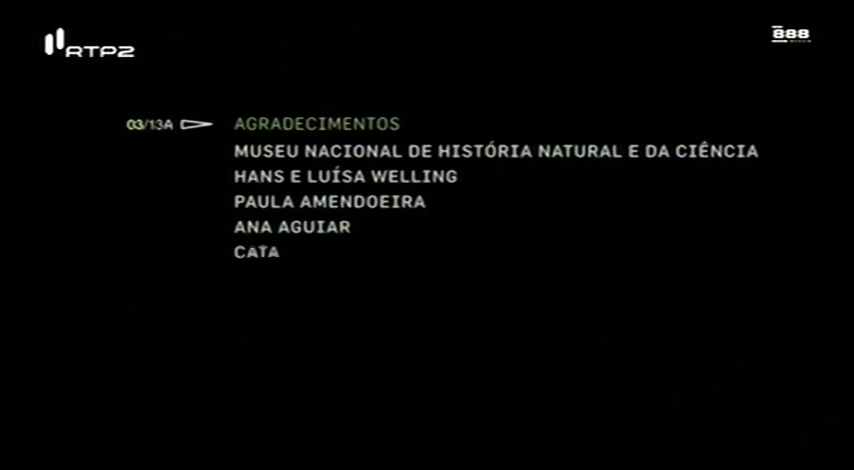 RTP2
888
03/13A
AGRADECIMENTOS
MUSEU NACIONAL DE HISTÓRIA NATURAL E DA CIÊNCIA
HANS E LUÍSA WELLING
PAULA AMENDOEIRA
ANA AGUIAR
CATA